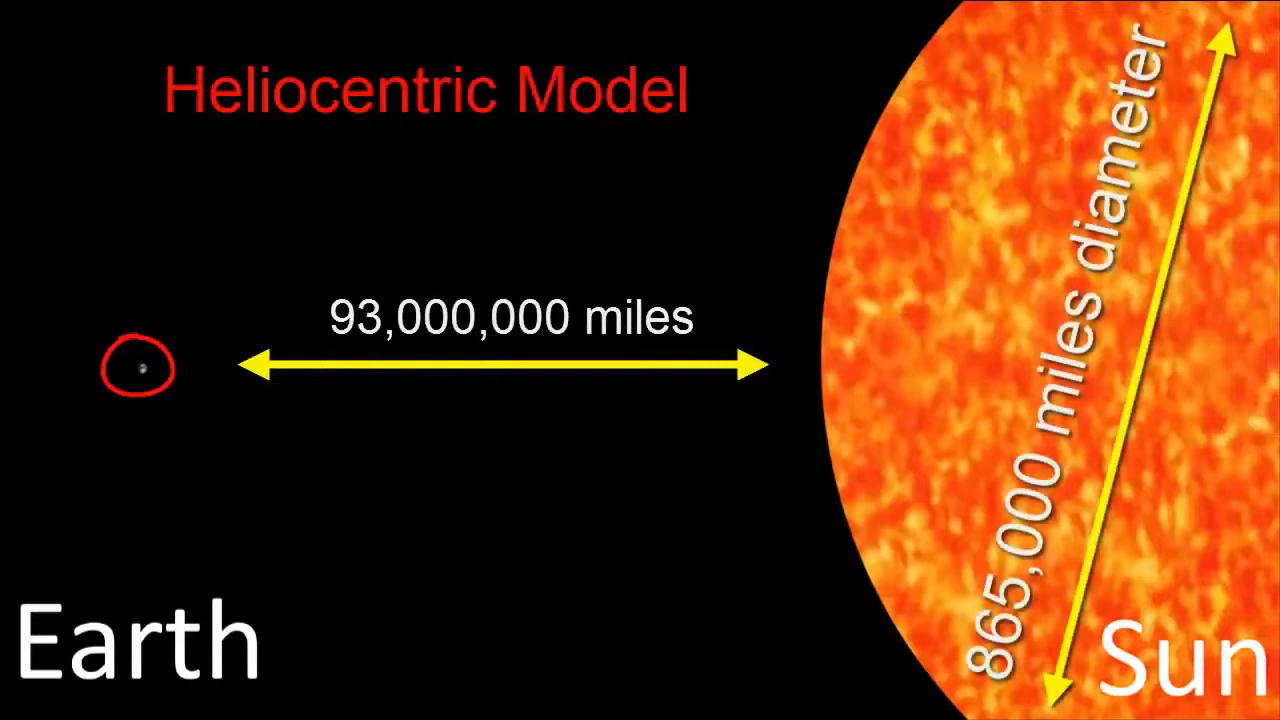 Heliocentric Model
93,000,000 miles
865,000 miles diameter
Earth
Sun